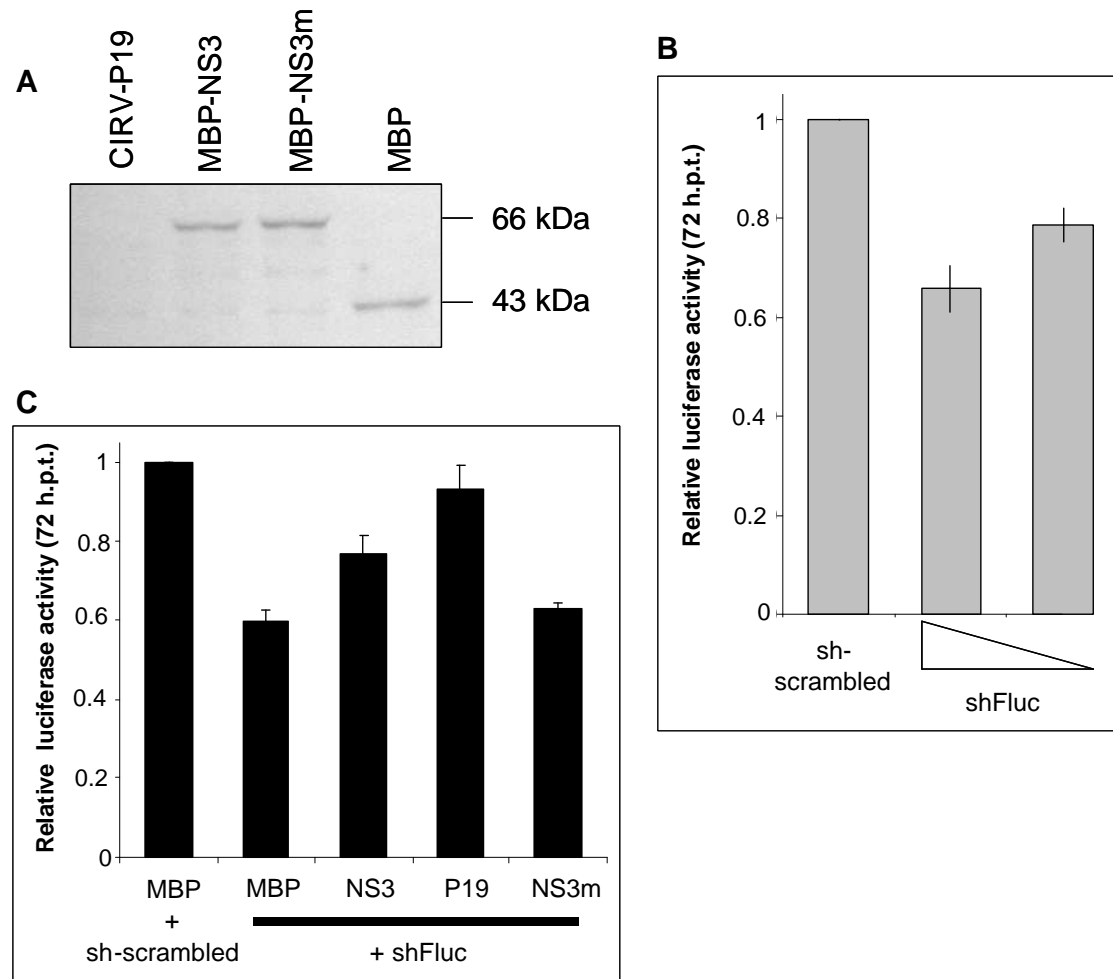 A
CIRV-P19
MBP-NS3
MBP-NS3m
MBP
66 kDa
43 kDa
B
Relative luciferase activity (72 h.p.t.)
1
0.8
0.6
0.4
0.2
0
sh-
scrambled
shFluc
C
Relative luciferase activity (72 h.p.t.)
1
0.8
0.6
0.4
0.2
0
MBP
+
sh-scrambled
MBP
NS3
P19
NS3m
+ shFluc